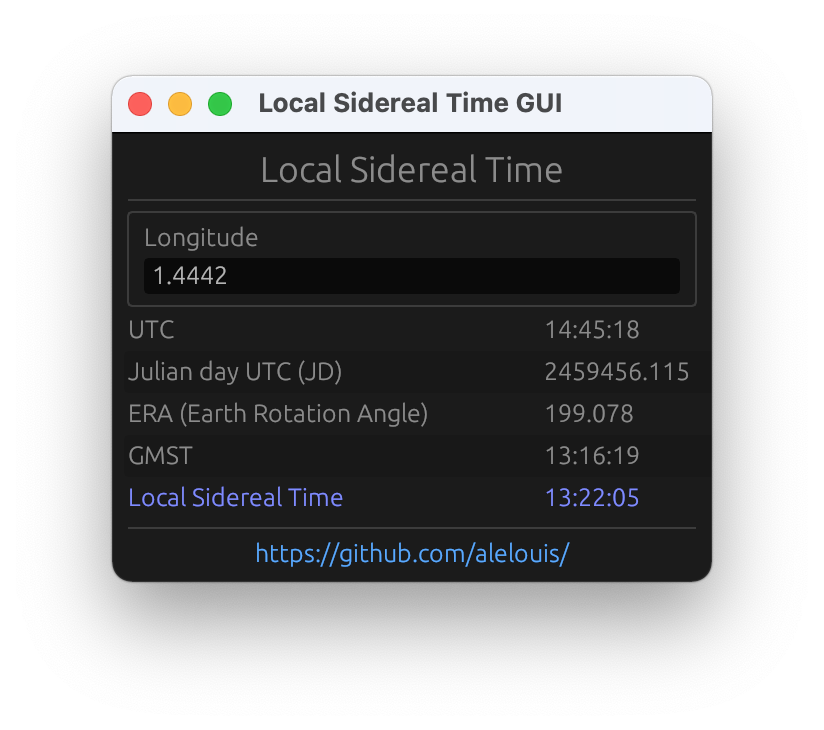 Local Sidereal Time GUI
Local Sidereal Time
Longitude
1.4442
UTC 14:45:18
Julian day UTC (JD) 2459456.115
ERA (Earth Rotation Angle) 199.078
GMST 13:16:19
Local Sidereal Time 13:22:05
https://github.com/alelouis/